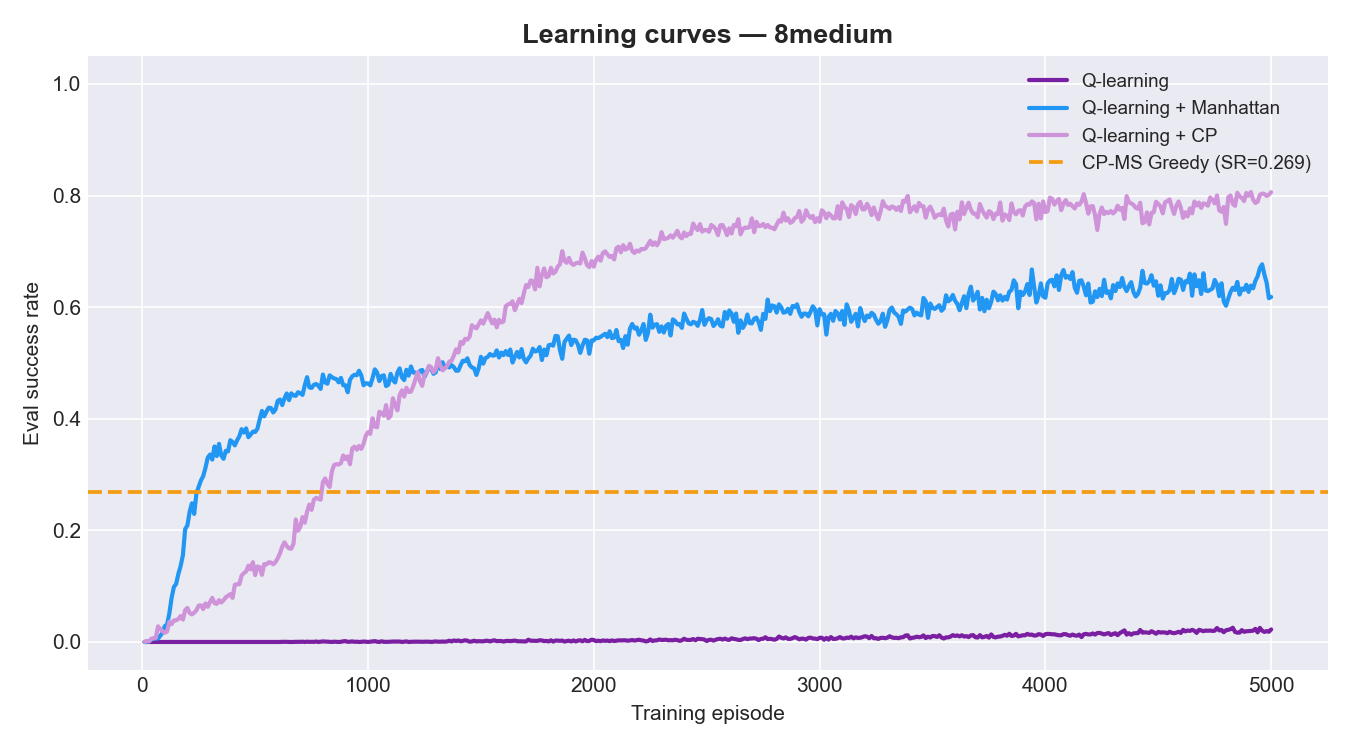 Learning curves — 8medium
Q-learning
Q-learning + Manhattan
Q-learning + CP
CP-MS Greedy (SR=0.269)
Eval success rate
1.0
0.8
0.6
0.4
0.2
0.0
0 1000 2000 3000 4000 5000
Training episode